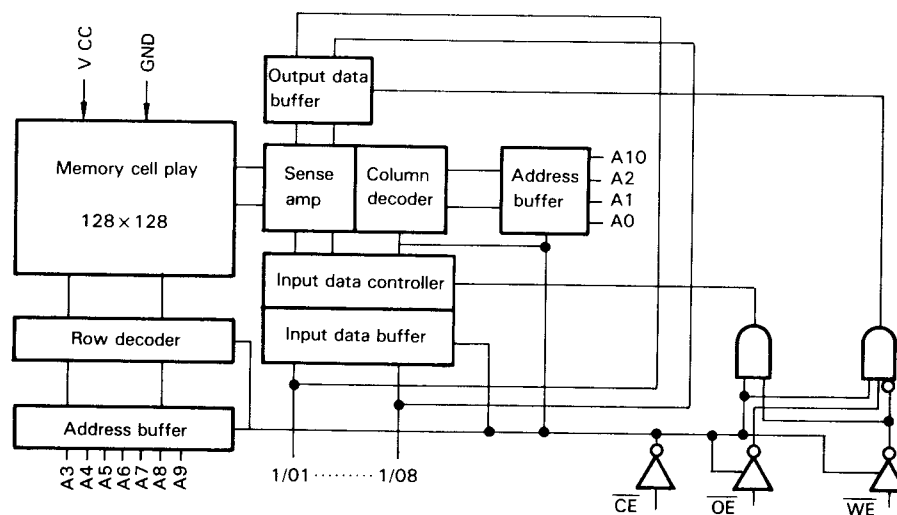 V CC
GND
Output data
buffer
Memory cell play
128 × 128
Sense
amp
Column
decoder
Address
buffer
A10
A2
A1
A0
Input data controller
Input data buffer
Row decoder
Address buffer
A3
A4
A5
A6
A7
A8
A9
1/01 ········· 1/08
CE
OE
WE